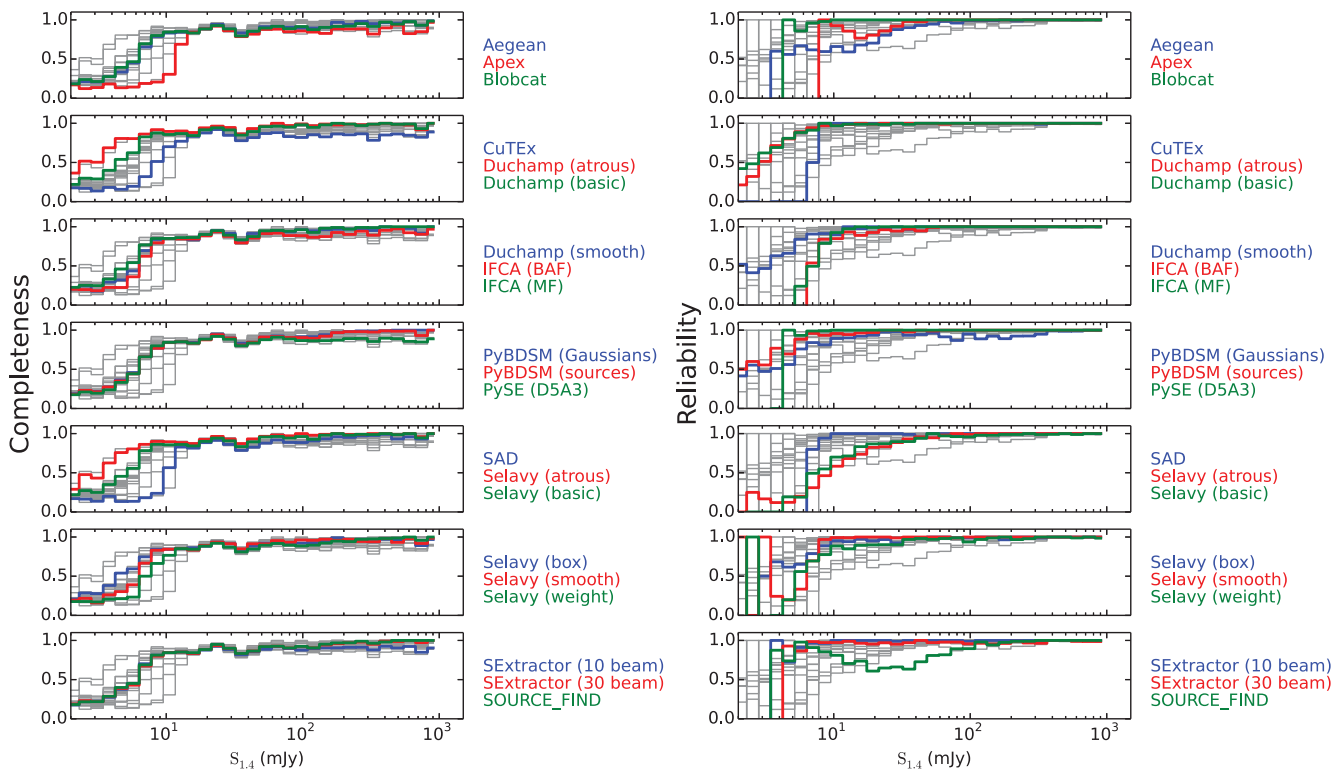 Completeness
1.0
0.5
0.0
Aegean
Apex
Blobcat
1.0
0.5
0.0
CuTEx
Duchamp (atrous)
Duchamp (basic)
1.0
0.5
0.0
Duchamp (smooth)
IFCA (BAF)
IFCA (MF)
1.0
0.5
0.0
PyBDSM (Gaussians)
PyBDSM (sources)
PySE (D5A3)
1.0
0.5
0.0
SAD
Selavy (atrous)
Selavy (basic)
1.0
0.5
0.0
Selavy (box)
Selavy (smooth)
Selavy (weight)
1.0
0.5
0.0
SExtractor (10 beam)
SExtractor (30 beam)
SOURCE_FIND
10¹ 10² 10³
S₁.₄ (mJy)
Reliability
1.0
0.5
0.0
Aegean
Apex
Blobcat
1.0
0.5
0.0
CuTEx
Duchamp (atrous)
Duchamp (basic)
1.0
0.5
0.0
Duchamp (smooth)
IFCA (BAF)
IFCA (MF)
1.0
0.5
0.0
PyBDSM (Gaussians)
PyBDSM (sources)
PySE (D5A3)
1.0
0.5
0.0
SAD
Selavy (atrous)
Selavy (basic)
1.0
0.5
0.0
Selavy (box)
Selavy (smooth)
Selavy (weight)
1.0
0.5
0.0
SExtractor (10 beam)
SExtractor (30 beam)
SOURCE_FIND
10¹ 10² 10³
S₁.₄ (mJy)